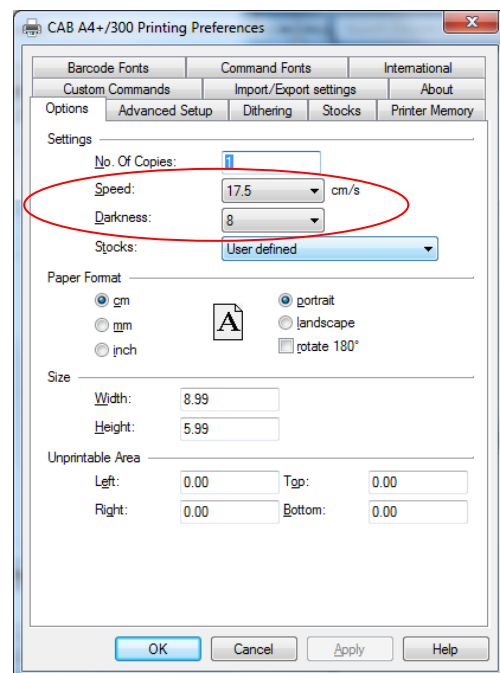 CAB A4+/300 Printing Preferences
Barcode Fonts Command Fonts International
Custom Commands Import/Export settings About
Options Advanced Setup Dithering Stocks Printer Memory
Settings
No. Of Copies: 1
Speed: 17.5 cm/s
Darkness: 8
Stocks: User defined
Paper Format
cm A portrait
mm landscape
inch rotate 180°
Size
Width: 8.99
Height: 5.99
Unprintable Area
Left: 0.00 Top: 0.00
Right: 0.00 Bottom: 0.00
OK Cancel Apply Help